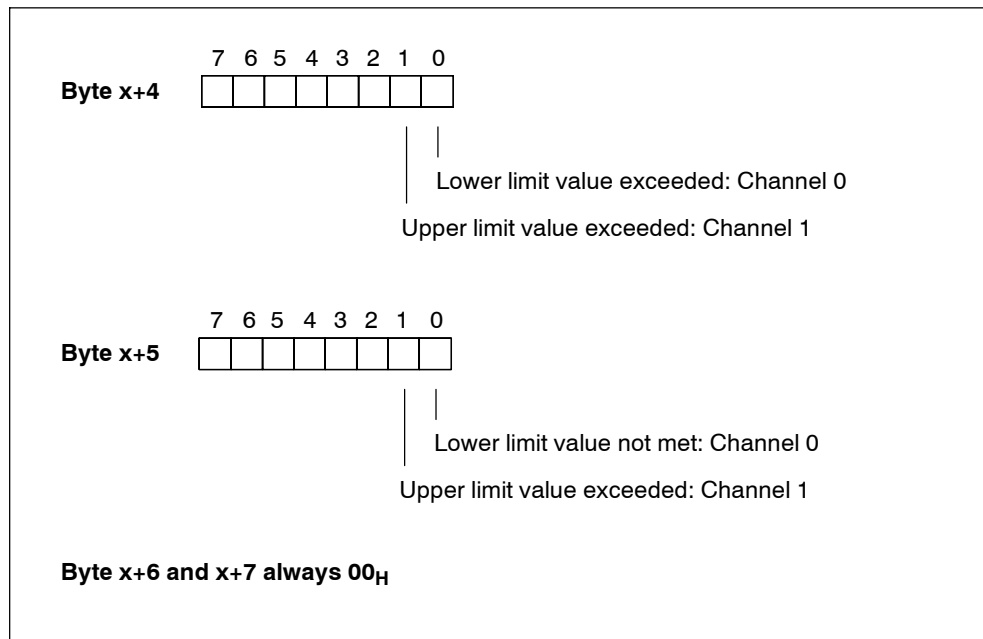 7 6 5 4 3 2 1 0
Byte x+4
Lower limit value exceeded: Channel 0
Upper limit value exceeded: Channel 1
7 6 5 4 3 2 1 0
Byte x+5
Lower limit value not met: Channel 0
Upper limit value exceeded: Channel 1
Byte x+6 and x+7 always 00H